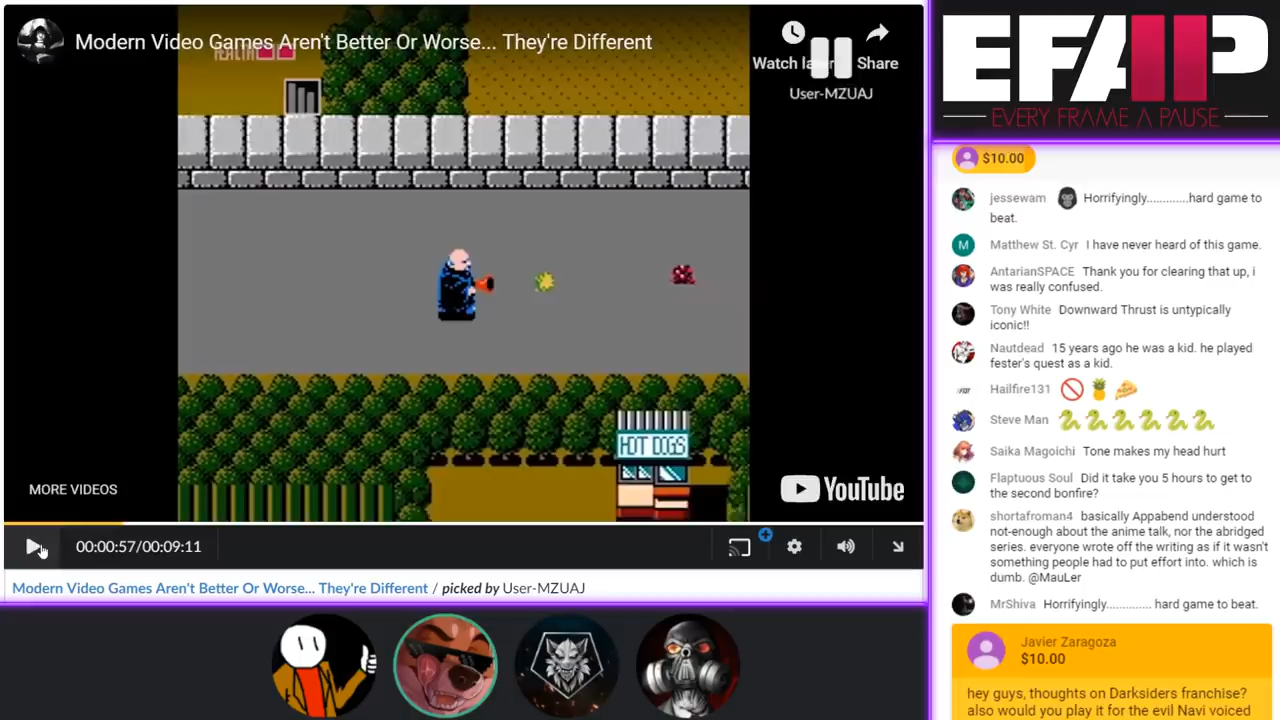 Modern Video Games Aren't Better Or Worse... They're Different
HEALTH
Watch later
Share
User-MZUAJ
HOT DOGS
MORE VIDEOS
YouTube
00:00:57/00:09:11
Modern Video Games Aren't Better Or Worse... They're Different / picked by User-MZUAJ
EFAP
EVERY FRAME A PAUSE
$10.00
jessewam Horrifyingly.............hard game to
beat.
Matthew St. Cyr I have never heard of this game.
AntarianSPACE Thank you for clearing that up, i
was really confused.
Tony White Downward Thrust is untypically
iconic!!
Nautdead 15 years ago he was a kid. he played
fester's quest as a kid.
Hailfire131
Steve Man
Saika Magoichi Tone makes my head hurt
Flaptuous Soul Did it take you 5 hours to get to
the second bonfire?
shortafroman4 basically Appabend understood
not-enough about the anime talk, nor the abridged
series. everyone wrote off the writing as if it wasn't
something people had to put effort into. which is
dumb. @MauLer
MrShiva Horrifyingly.............. hard game to beat.
Javier Zaragoza
$10.00
hey guys, thoughts on Darksiders franchise?
also would you play it for the evil Navi voiced